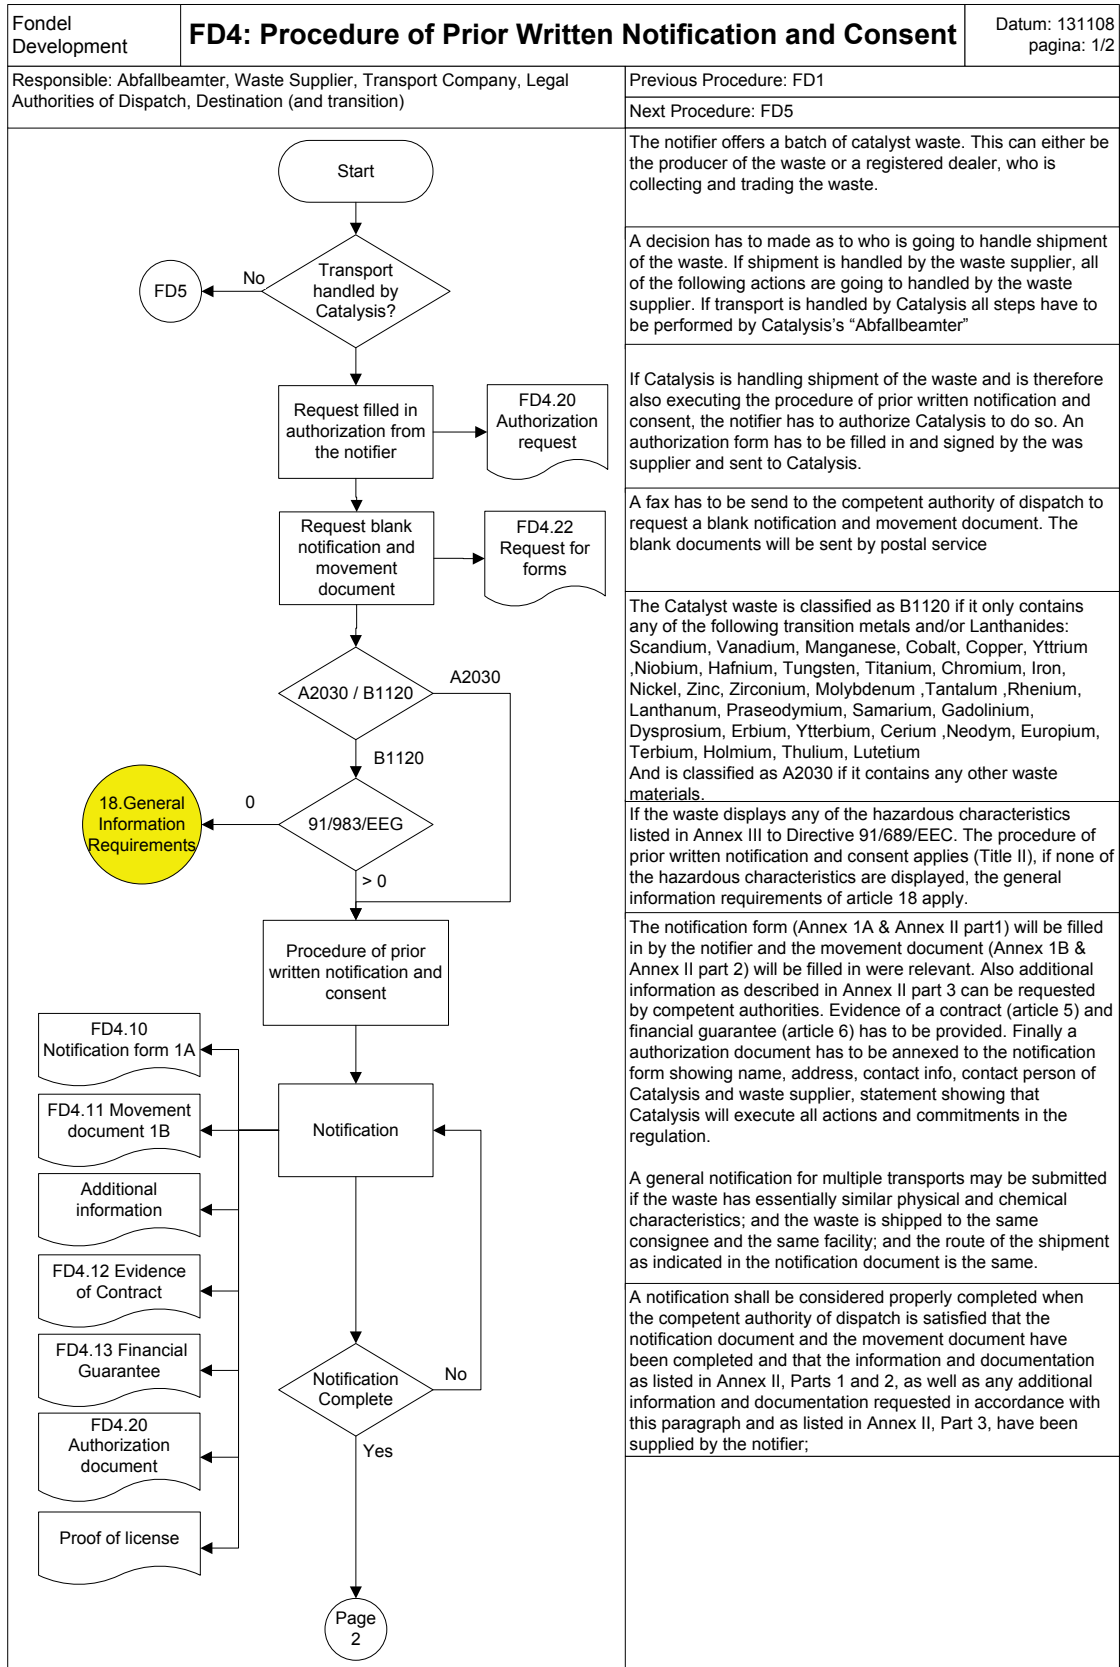 Fondel
Development
FD4: Procedure of Prior Written Notification and Consent
Datum: 131108
pagina: 1/2
Responsible: Abfallbeamter, Waste Supplier, Transport Company, Legal
Authorities of Dispatch, Destination (and transition)
Previous Procedure: FD1
Next Procedure: FD5
Start
The notifier offers a batch of catalyst waste. This can either be
the producer of the waste or a registered dealer, who is
collecting and trading the waste.
Transport
handled by
Catalysis?
No
FD5
A decision has to made as to who is going to handle shipment
of the waste. If shipment is handled by the waste supplier, all
of the following actions are going to handled by the waste
supplier. If transport is handled by Catalysis all steps have to
be performed by Catalysis's “Abfallbeamter”
Request filled in
authorization from
the notifier
FD4.20
Authorization
request
If Catalysis is handling shipment of the waste and is therefore
also executing the procedure of prior written notification and
consent, the notifier has to authorize Catalysis to do so. An
authorization form has to be filled in and signed by the was
supplier and sent to Catalysis.
Request blank
notification and
movement
document
FD4.22
Request for
forms
A fax has to be send to the competent authority of dispatch to
request a blank notification and movement document. The
blank documents will be sent by postal service
A2030 / B1120
A2030
B1120
The Catalyst waste is classified as B1120 if it only contains
any of the following transition metals and/or Lanthanides:
Scandium, Vanadium, Manganese, Cobalt, Copper, Yttrium
,Niobium, Hafnium, Tungsten, Titanium, Chromium, Iron,
Nickel, Zinc, Zirconium, Molybdenum ,Tantalum ,Rhenium,
Lanthanum, Praseodymium, Samarium, Gadolinium,
Dysprosium, Erbium, Ytterbium, Cerium ,Neodym, Europium,
Terbium, Holmium, Thulium, Lutetium
And is classified as A2030 if it contains any other waste
materials.
91/983/EEG
0
> 0
18.General
Information
Requirements
If the waste displays any of the hazardous characteristics
listed in Annex III to Directive 91/689/EEC. The procedure of
prior written notification and consent applies (Title II), if none of
the hazardous characteristics are displayed, the general
information requirements of article 18 apply.
Procedure of prior
written notification and
consent
Notification
FD4.10
Notification form 1A
FD4.11 Movement
document 1B
Additional
information
FD4.12 Evidence
of Contract
FD4.13 Financial
Guarantee
FD4.20
Authorization
document
Proof of license
The notification form (Annex 1A & Annex II part1) will be filled
in by the notifier and the movement document (Annex 1B &
Annex II part 2) will be filled in were relevant. Also additional
information as described in Annex II part 3 can be requested
by competent authorities. Evidence of a contract (article 5) and
financial guarantee (article 6) has to be provided. Finally a
authorization document has to be annexed to the notification
form showing name, address, contact info, contact person of
Catalysis and waste supplier, statement showing that
Catalysis will execute all actions and commitments in the
regulation.
A general notification for multiple transports may be submitted
if the waste has essentially similar physical and chemical
characteristics; and the waste is shipped to the same
consignee and the same facility; and the route of the shipment
as indicated in the notification document is the same.
Notification
Complete
No
Yes
A notification shall be considered properly completed when
the competent authority of dispatch is satisfied that the
notification document and the movement document have
been completed and that the information and documentation
as listed in Annex II, Parts 1 and 2, as well as any additional
information and documentation requested in accordance with
this paragraph and as listed in Annex II, Part 3, have been
supplied by the notifier;
Page
2